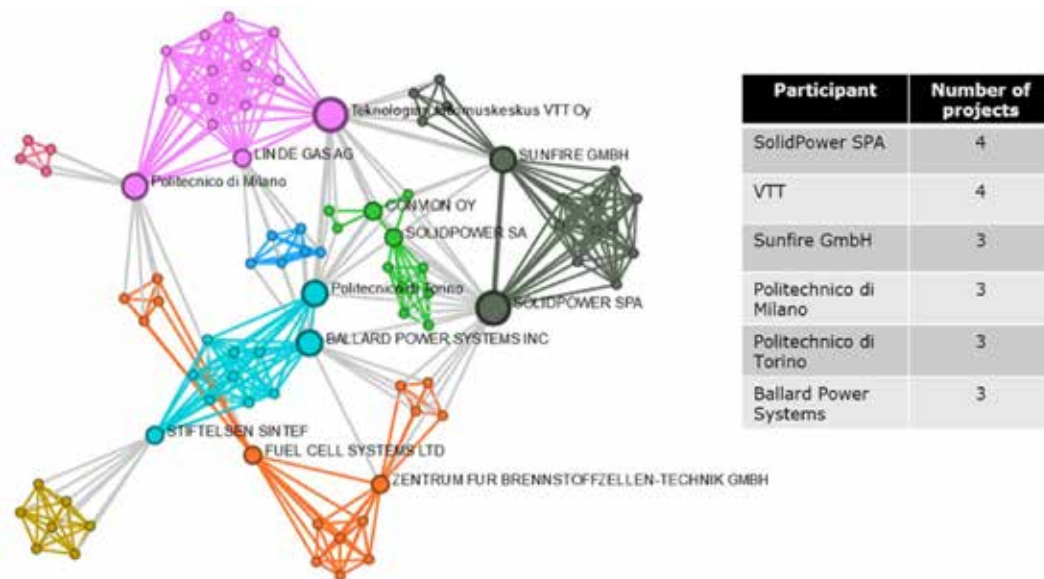 Teknologian tutkimuskeskus VTT Oy
LINDE GAS AG
SUNFIRE GMBH
Politecnico di Milano
CONVION OY
SOLIDPOWER SA
Politecnico di Torino
SOLIDPOWER SPA
BALLARD POWER SYSTEMS INC
STIFTELSEN SINTEF
FUEL CELL SYSTEMS LTD
ZENTRUM FUR BRENNSTOFFZELLEN-TECHNIK GMBH
Participant Number of
projects
SolidPower SPA 4
VTT 4
Sunfire GmbH 3
Politechnico di 3
Milano
Politechnico di 3
Torino
Ballard Power 3
Systems